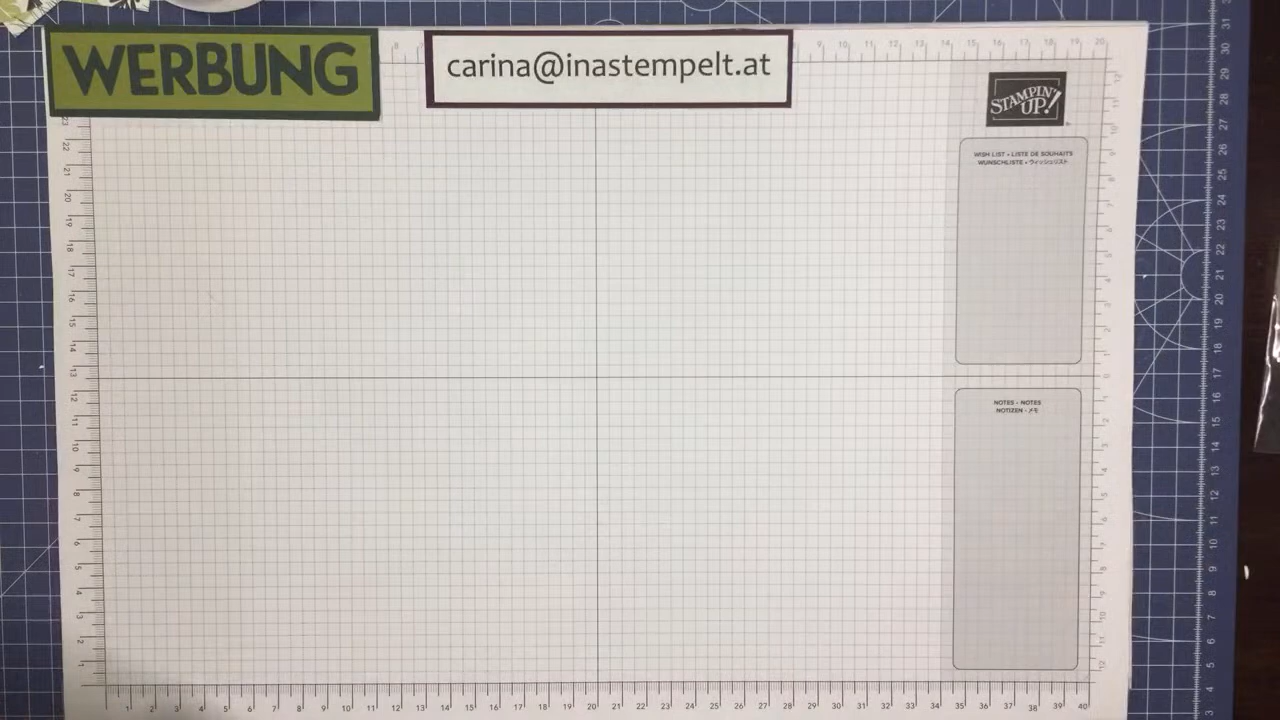 WERBUNG
carina@inastempelt.at
STAMPIN' UP!
WISH LIST • LISTE DE SOUHAITS
WUNSCHLISTE • ウィッシュリスト
NOTES • NOTES
NOTIZEN • メモ